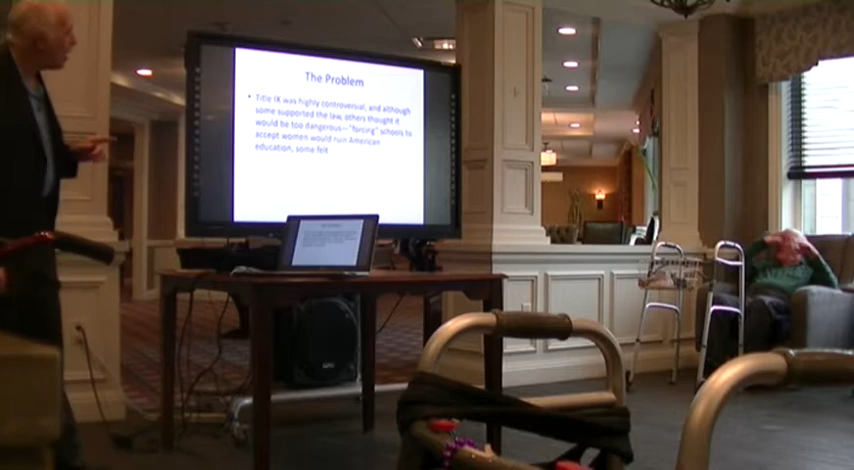 The Problem
• Title IX was highly controversial, and although
some supported the law, others thought it
would be too dangerous—"forcing" schools to
accept women would ruin American
education, some felt